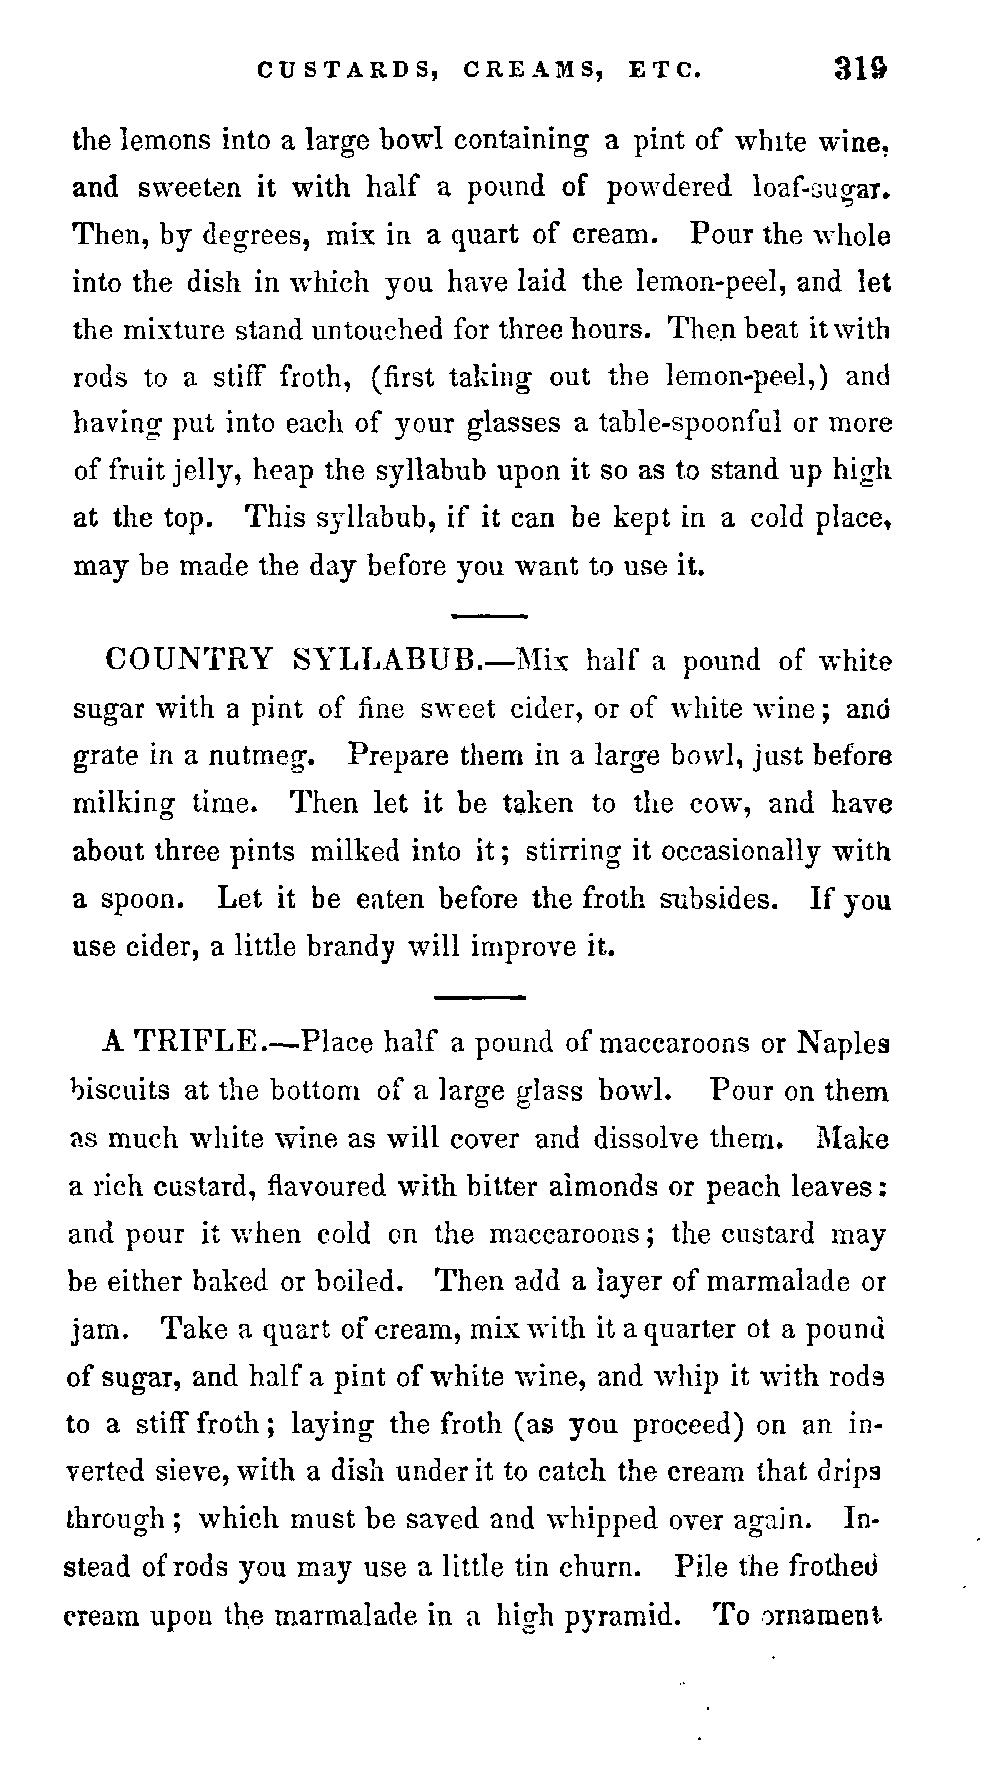 CUSTARDS, CREAMS, ETC. 319
the lemons into a large bowl containing a pint of white wine,
and sweeten it with half a pound of powdered loaf-sugar.
Then, by degrees, mix in a quart of cream. Pour the whole
into the dish in which you have laid the lemon-peel, and let
the mixture stand untouched for three hours. Then beat it with
rods to a stiff froth, (first taking out the lemon-peel,) and
having put into each of your glasses a table-spoonful or more
of fruit jelly, heap the syllabub upon it so as to stand up high
at the top. This syllabub, if it can be kept in a cold place,
may be made the day before you want to use it.
COUNTRY SYLLABUB.—Mix half a pound of white
sugar with a pint of fine sweet cider, or of white wine; and
grate in a nutmeg. Prepare them in a large bowl, just before
milking time. Then let it be taken to the cow, and have
about three pints milked into it; stirring it occasionally with
a spoon. Let it be eaten before the froth subsides. If you
use cider, a little brandy will improve it.
A TRIFLE.—Place half a pound of maccaroons or Naples
biscuits at the bottom of a large glass bowl. Pour on them
as much white wine as will cover and dissolve them. Make
a rich custard, flavoured with bitter almonds or peach leaves:
and pour it when cold on the maccaroons; the custard may
be either baked or boiled. Then add a layer of marmalade or
jam. Take a quart of cream, mix with it a quarter of a pound
of sugar, and half a pint of white wine, and whip it with rods
to a stiff froth; laying the froth (as you proceed) on an in-
verted sieve, with a dish under it to catch the cream that drips
through; which must be saved and whipped over again. In-
stead of rods you may use a little tin churn. Pile the frothed
cream upon the marmalade in a high pyramid. To ornament